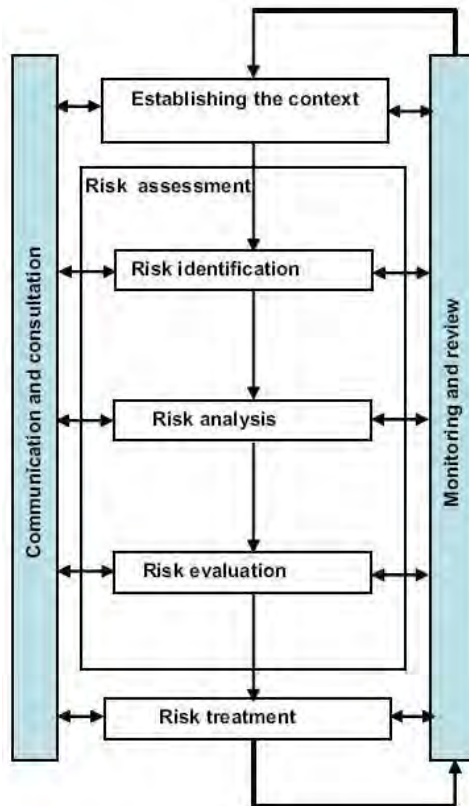 Establishing the context
Risk assessment
Risk identification
Risk analysis
Risk evaluation
Risk treatment
Communication and consultation
Monitoring and review